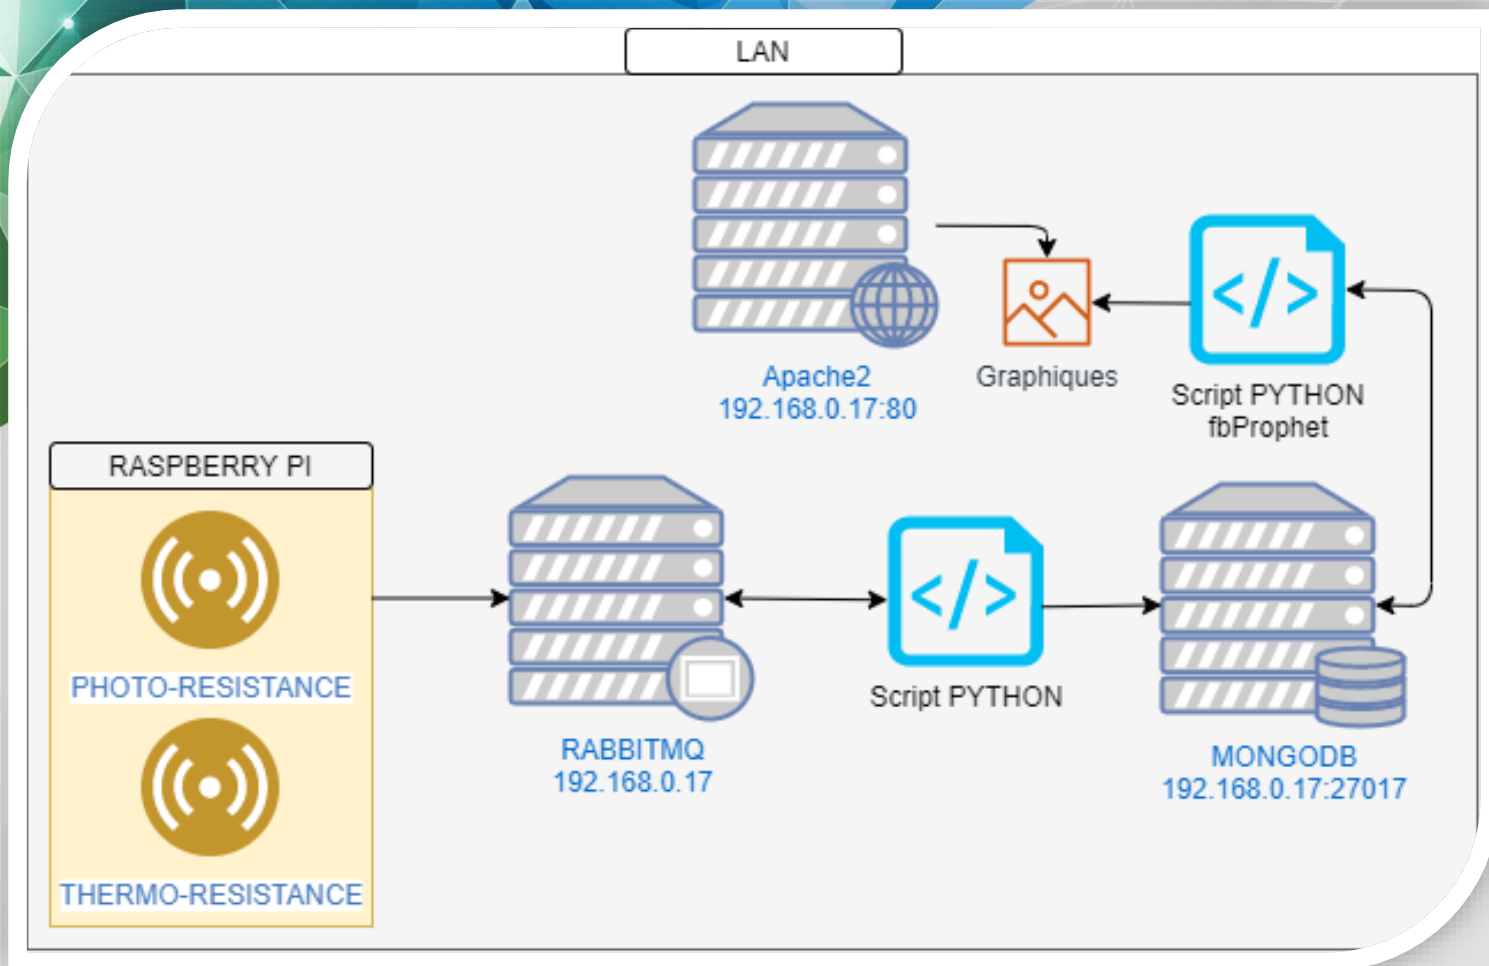 LAN
Apache2
192.168.0.17:80
Graphiques
Script PYTHON
fbProphet
RASPBERRY PI
PHOTO-RESISTANCE
THERMO-RESISTANCE
RABBITMQ
192.168.0.17
Script PYTHON
MONGODB
192.168.0.17:27017